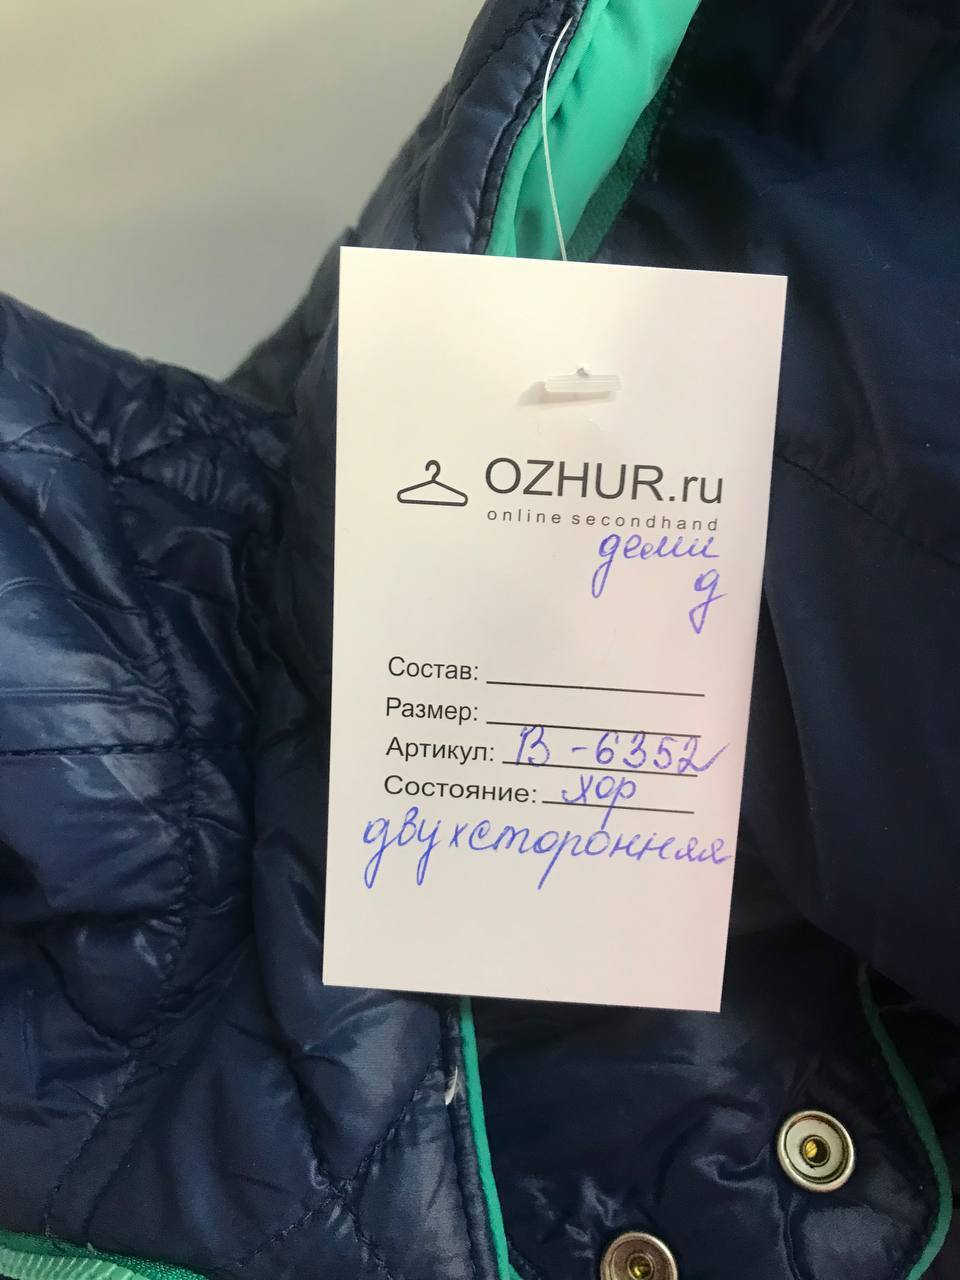 OZHUR.ru
online secondhand
деми
д
Состав:
Размер:
Артикул: В-6352
Состояние: хор
двухсторонняя